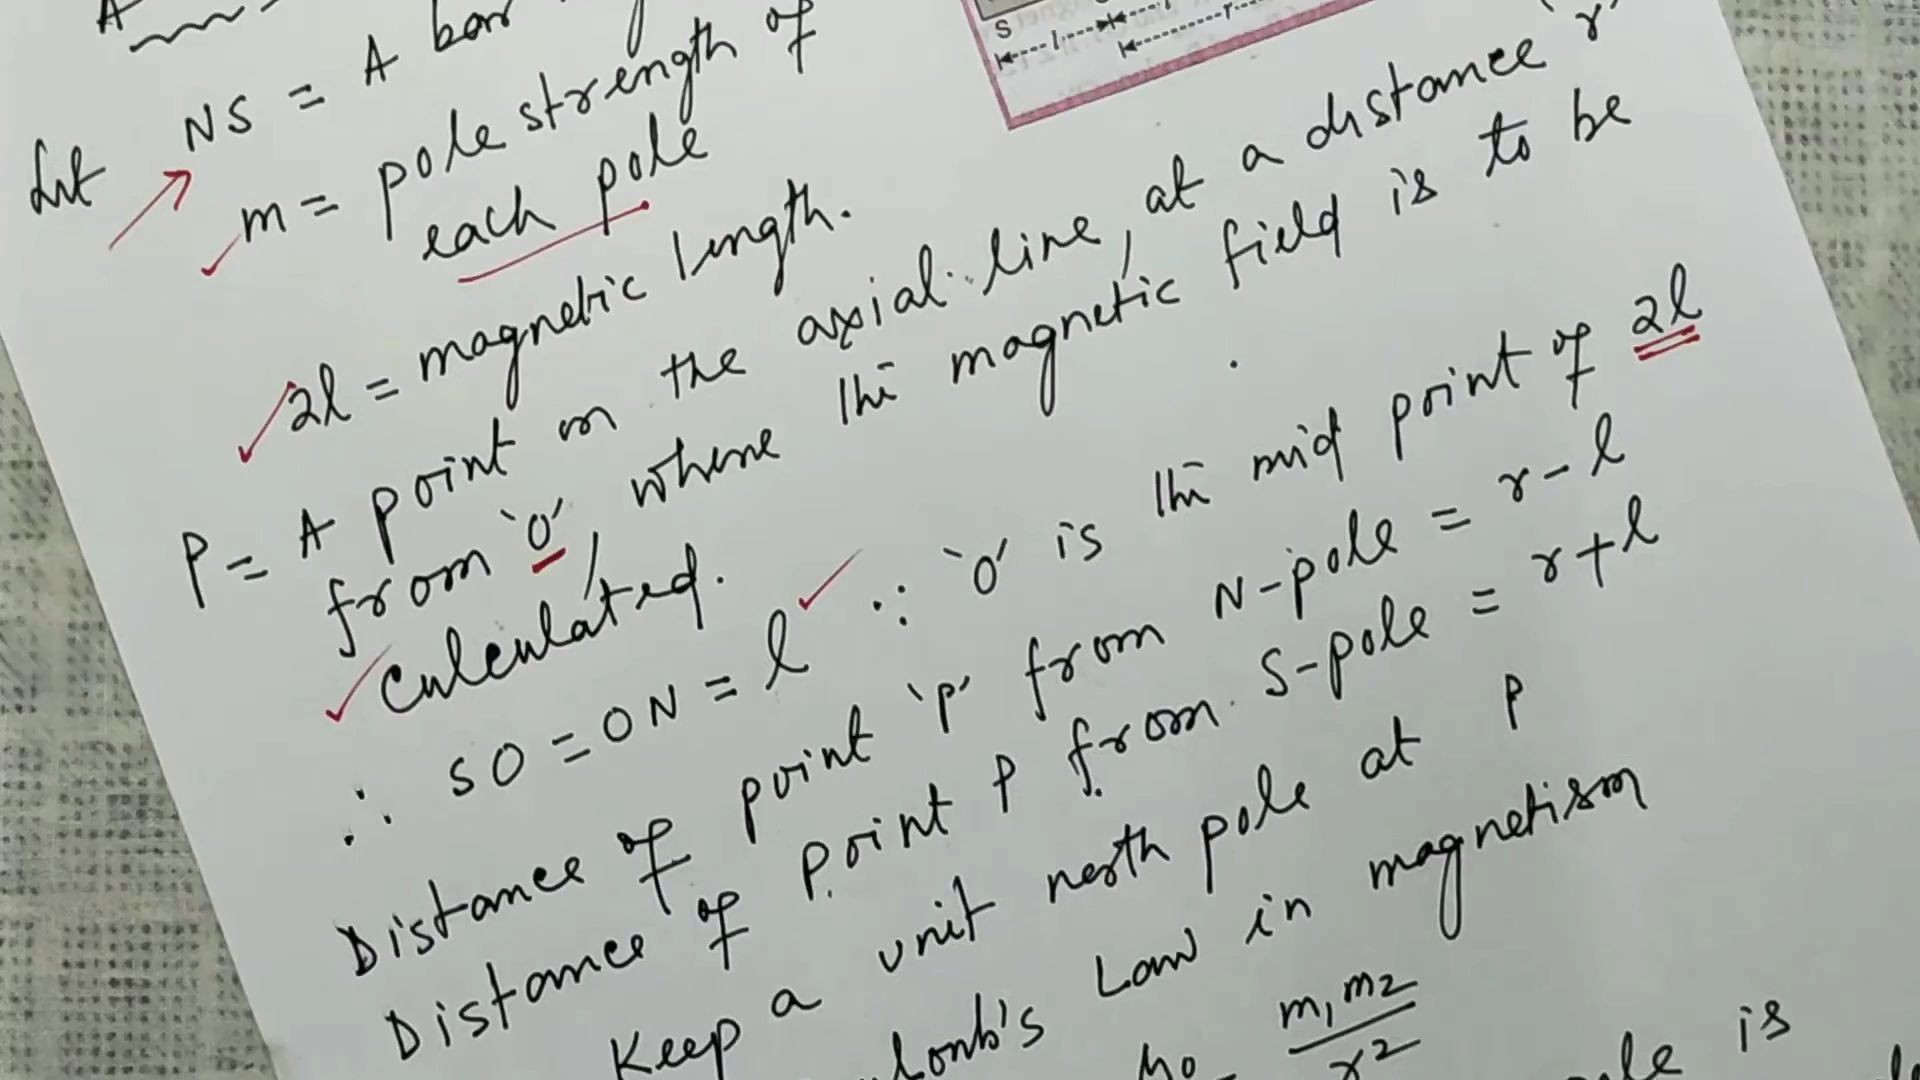 A
S l r
Let NS = A bar
m = pole strength of
each pole
2l = magnetic length.
P = A point on the axial line, at a distance 'r'
from 'O', where the magnetic field is to be
calculated.
∴ SO = ON = l ∵ 'O' is the mid point of 2l
Distance of point 'P' from N-pole = r - l
Distance of point P from S-pole = r + l
Keep a unit north pole at P
Law in magnetism
m1 m2
r2
is